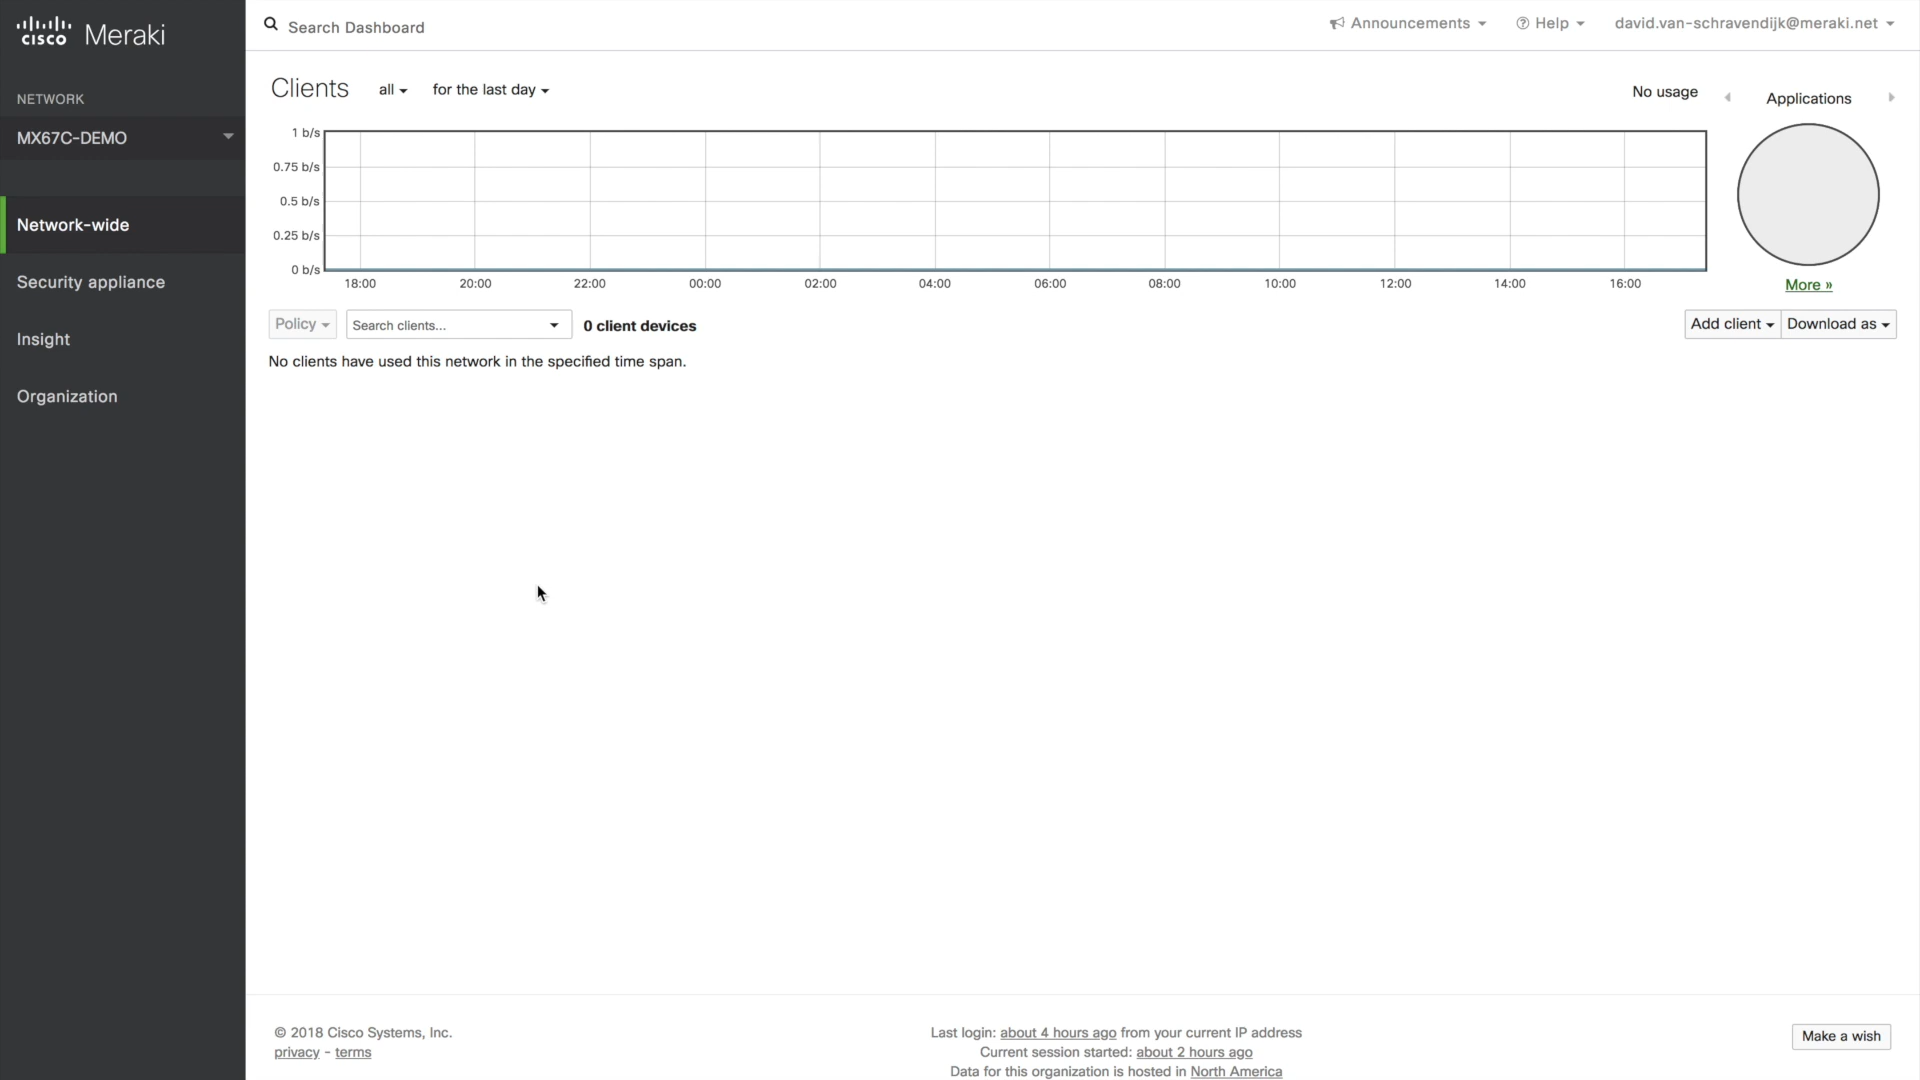 cisco Meraki
Search Dashboard
Announcements
Help
david.van-schravendijk@meraki.net
NETWORK
MX67C-DEMO
Network-wide
Security appliance
Insight
Organization
Clients all for the last day
No usage
Applications
1 b/s
0.75 b/s
0.5 b/s
0.25 b/s
0 b/s
18:00 20:00 22:00 00:00 02:00 04:00 06:00 08:00 10:00 12:00 14:00 16:00
More »
Policy
Search clients...
0 client devices
Add client
Download as
No clients have used this network in the specified time span.
© 2018 Cisco Systems, Inc.
privacy - terms
Last login: about 4 hours ago from your current IP address
Current session started: about 2 hours ago
Data for this organization is hosted in North America
Make a wish